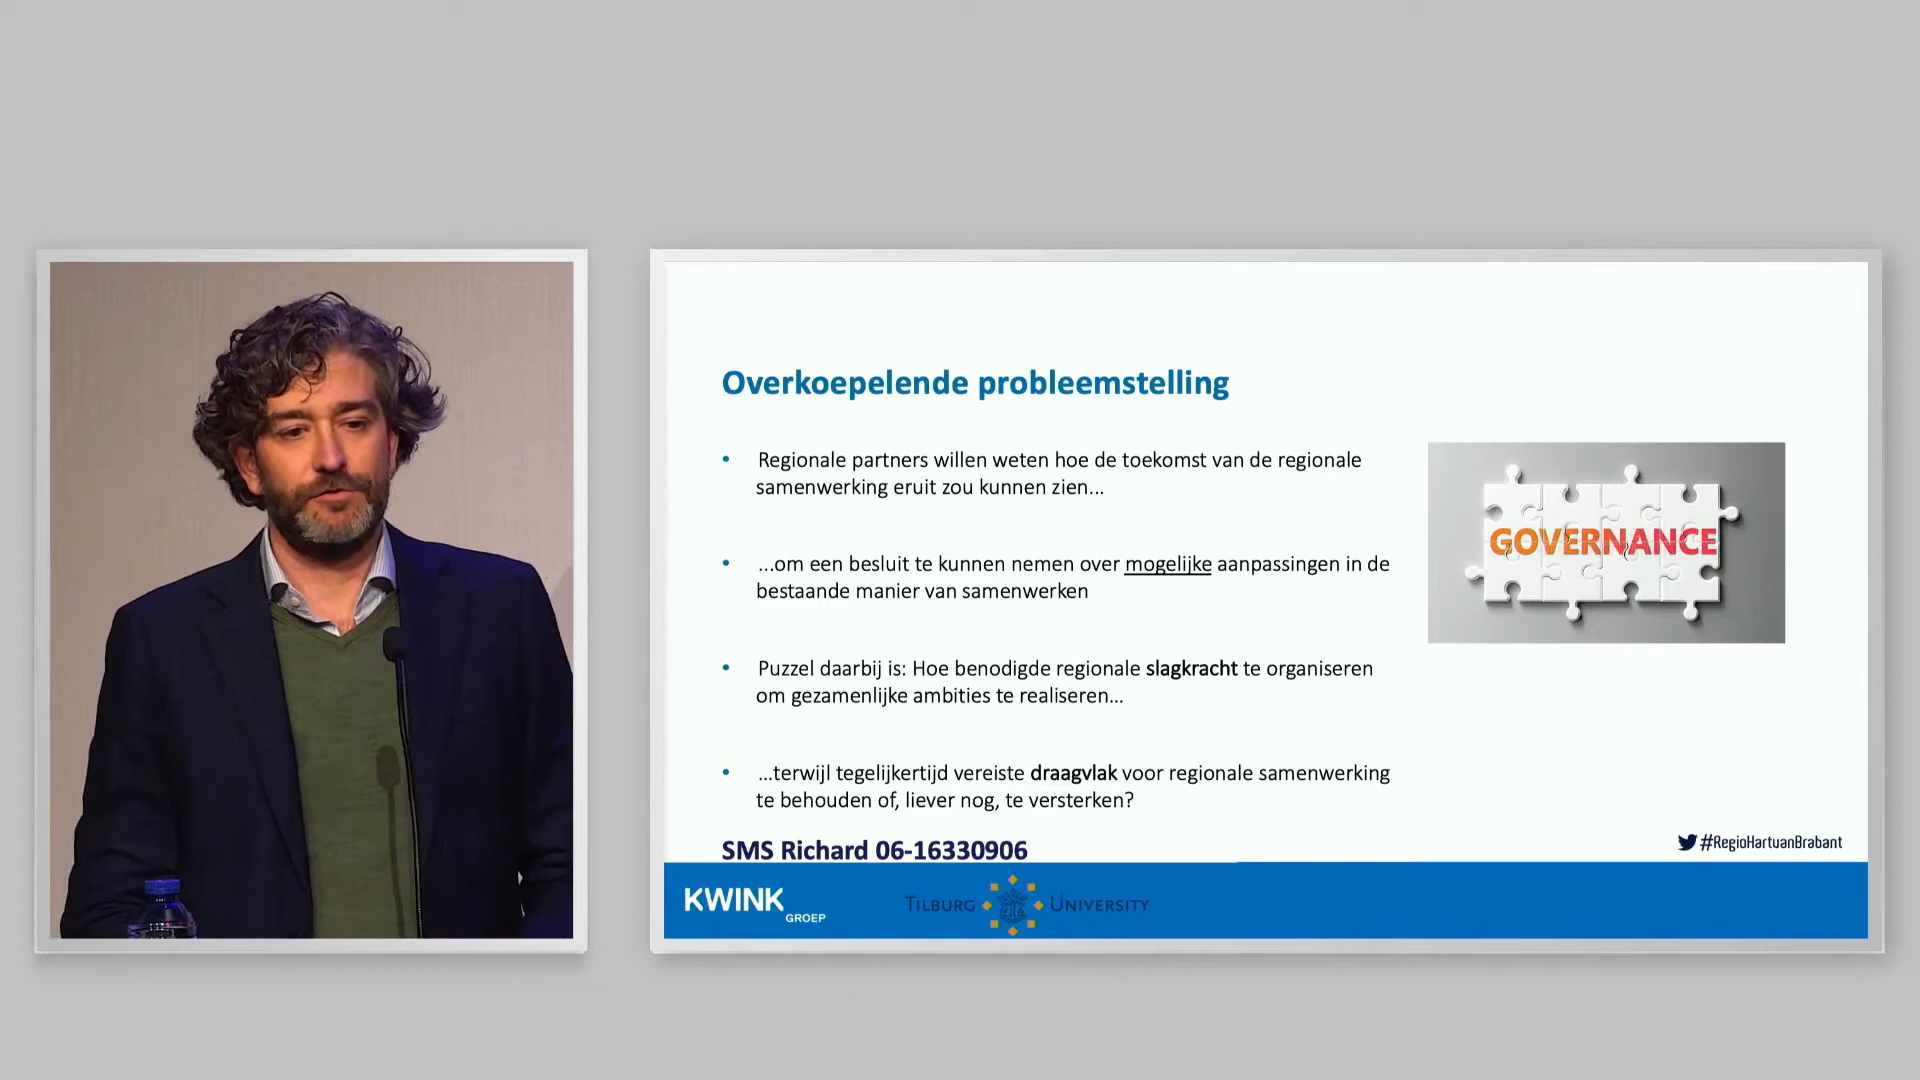 Overkoepelende probleemstelling
• Regionale partners willen weten hoe de toekomst van de regionale
samenwerking eruit zou kunnen zien...
• ...om een besluit te kunnen nemen over mogelijke aanpassingen in de
bestaande manier van samenwerken
• Puzzel daarbij is: Hoe benodigde regionale slagkracht te organiseren
om gezamenlijke ambities te realiseren...
• ...terwijl tegelijkertijd vereiste draagvlak voor regionale samenwerking
te behouden of, liever nog, te versterken?
GOVERNANCE
SMS Richard 06-16330906
#RegioHartvanBrabant
KWINK
GROEP
TILBURG UNIVERSITY